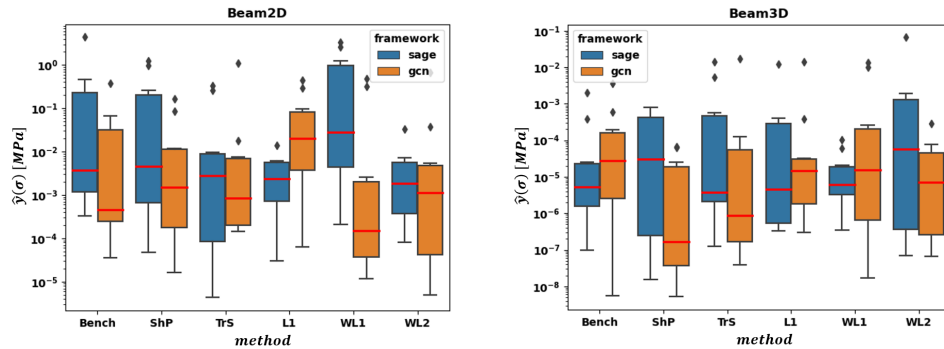 Beam2D
framework
sage
gcn
10⁰
10⁻¹
10⁻²
10⁻³
10⁻⁴
10⁻⁵
ŷ(σ) [MPa]
Bench ShP TrS L1 WL1 WL2
method
Beam3D
framework
sage
gcn
10⁻¹
10⁻²
10⁻³
10⁻⁴
10⁻⁵
10⁻⁶
10⁻⁷
10⁻⁸
ŷ(σ) [MPa]
Bench ShP TrS L1 WL1 WL2
method